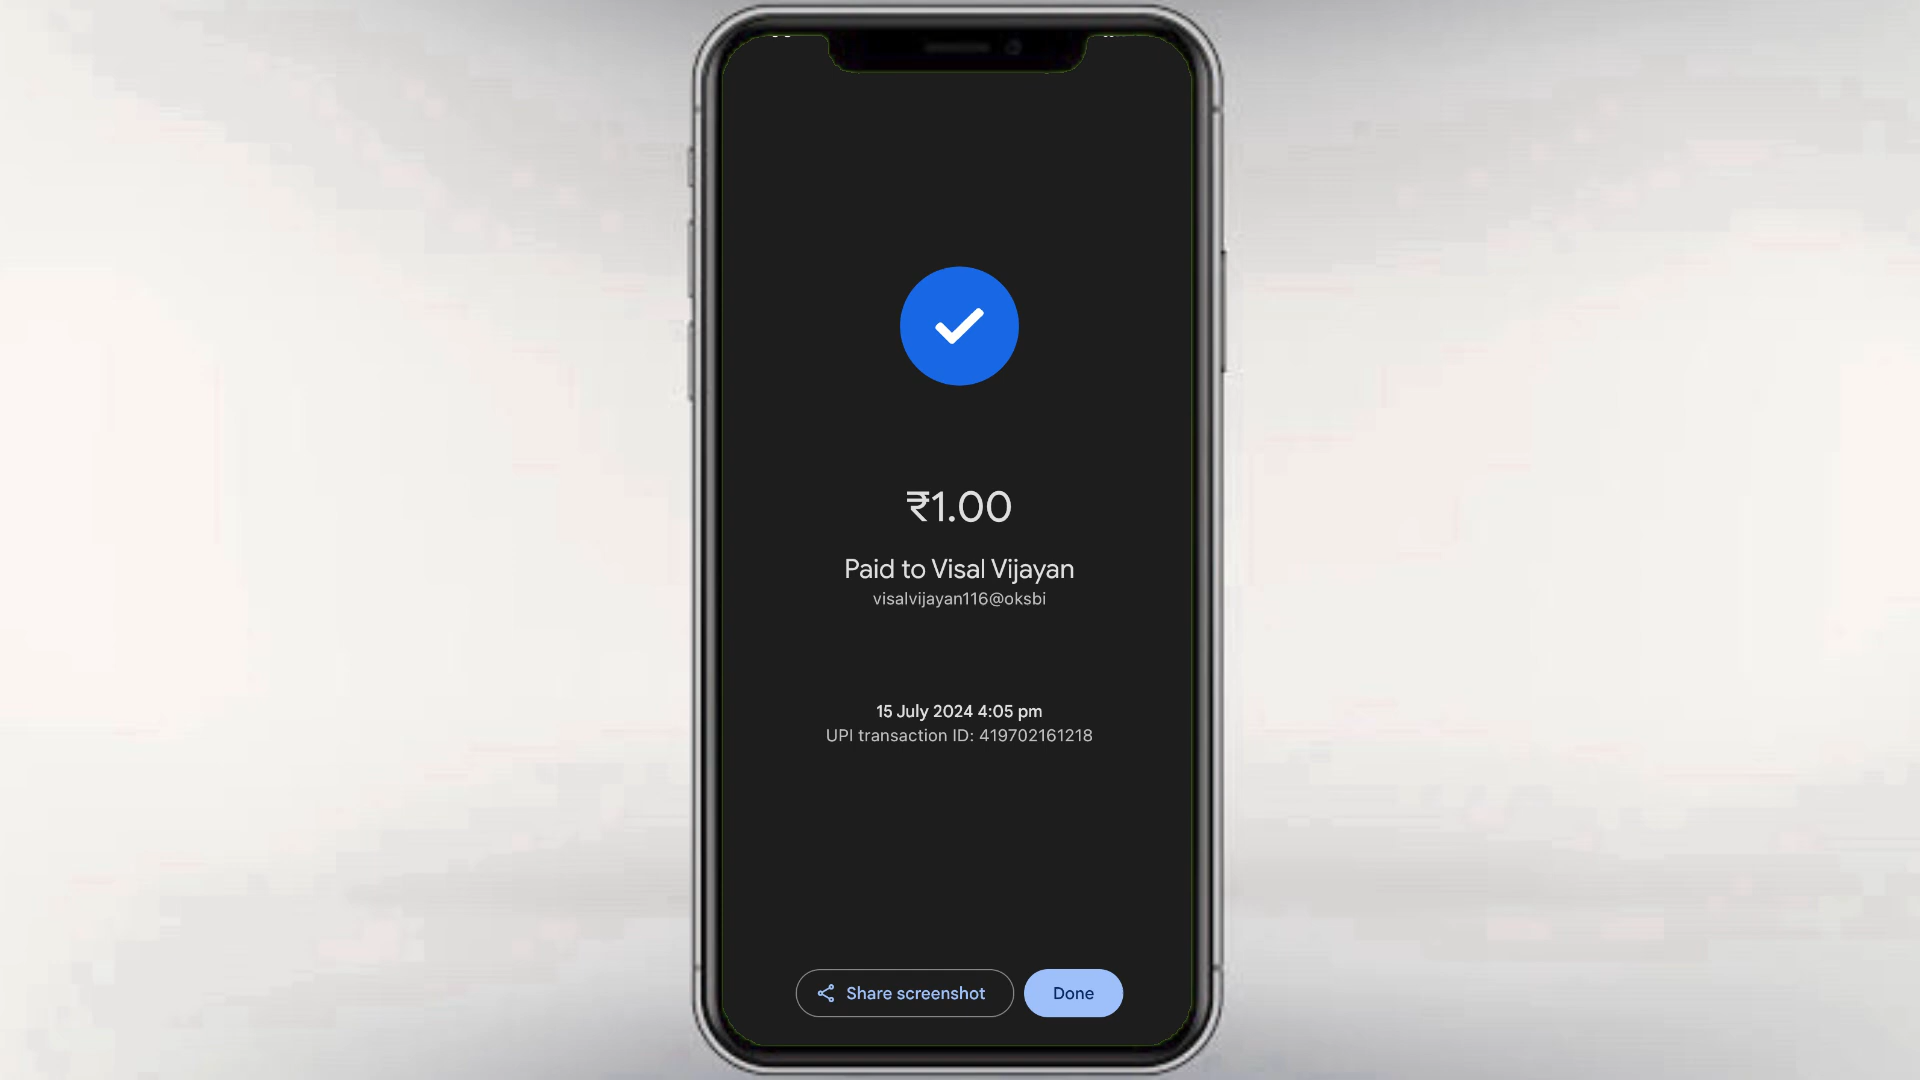 ₹1.00
Paid to Visal Vijayan
visalvijayan116@oksbi
15 July 2024 4:05 pm
UPI transaction ID: 419702161218
Share screenshot
Done